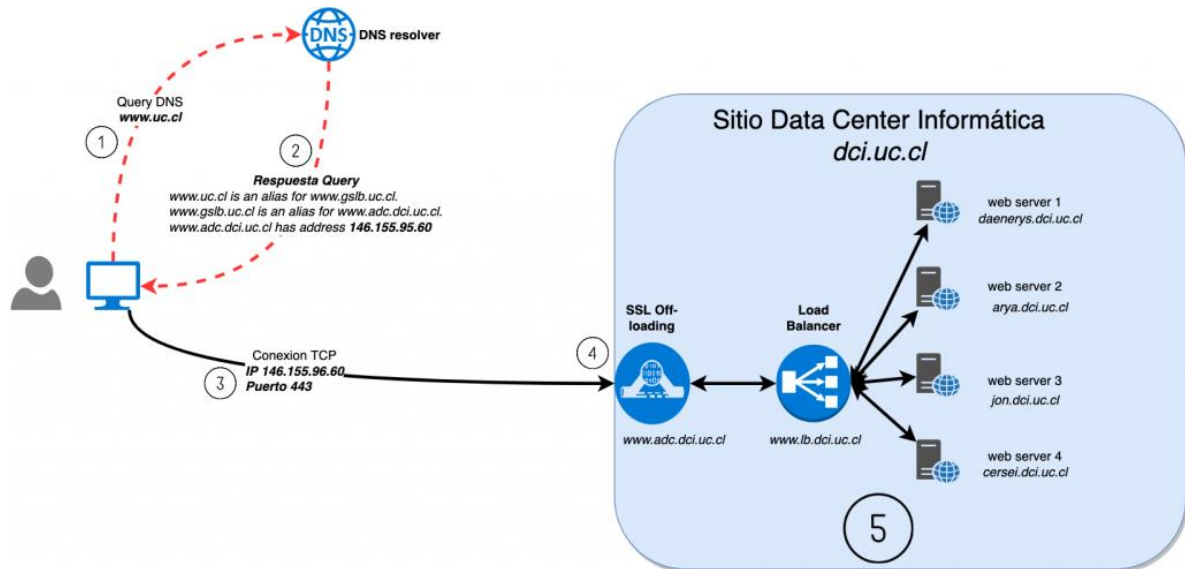 DNS
DNS resolver
Query DNS
www.uc.cl
1
2
Respuesta Query
www.uc.cl is an alias for www.gslb.uc.cl.
www.gslb.uc.cl is an alias for www.adc.dci.uc.cl.
www.adc.dci.uc.cl has address 146.155.95.60
Conexion TCP
IP 146.155.96.60
Puerto 443
3
Sitio Data Center Informática
dci.uc.cl
4
SSL Off-
loading
www.adc.dci.uc.cl
Load
Balancer
www.lb.dci.uc.cl
web server 1
daenerys.dci.uc.cl
web server 2
arya.dci.uc.cl
web server 3
jon.dci.uc.cl
web server 4
cersei.dci.uc.cl
5